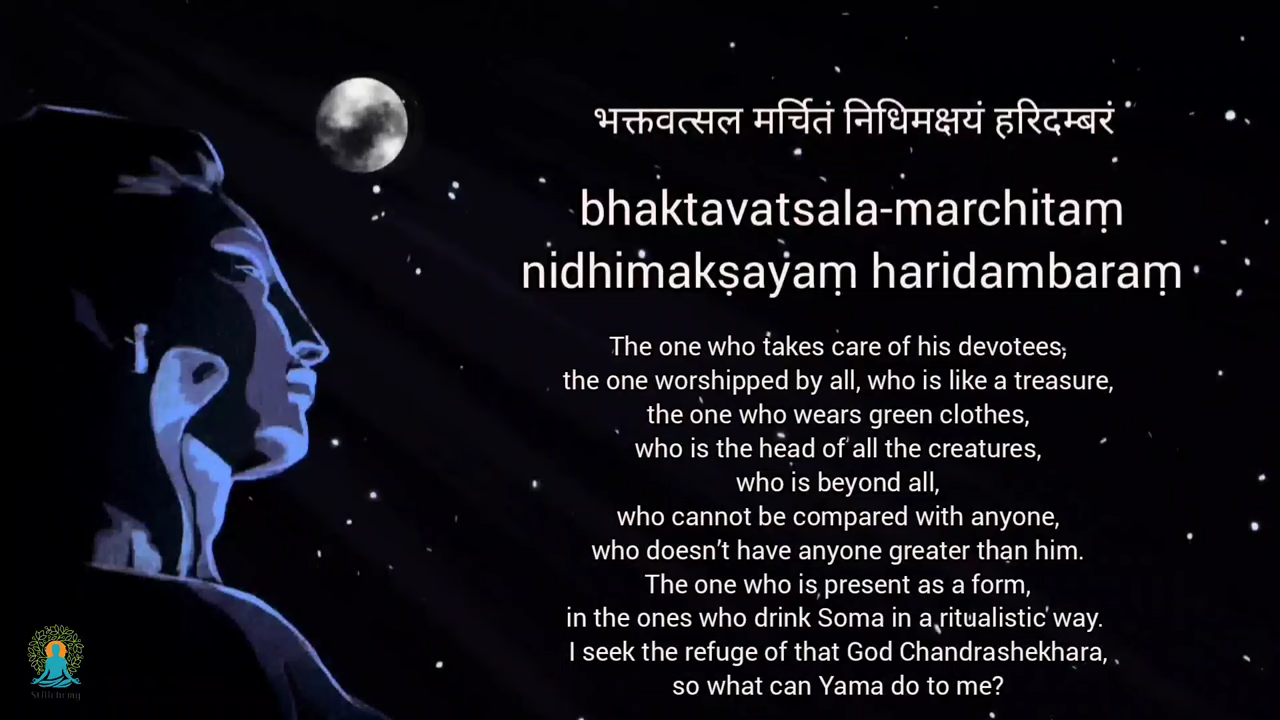 भक्तवत्सल मर्चितं निधिमक्षयं हरिदम्बरं
bhaktavatsala-marchitaṃ
nidhimakṣayaṃ haridambaraṃ
The one who takes care of his devotees,
the one worshipped by all, who is like a treasure,
the one who wears green clothes,
who is the head of all the creatures,
who is beyond all,
who cannot be compared with anyone,
who doesn’t have anyone greater than him.
The one who is present as a form,
in the ones who drink Soma in a ritualistic way.
I seek the refuge of that God Chandrashekhara,
so what can Yama do to me?